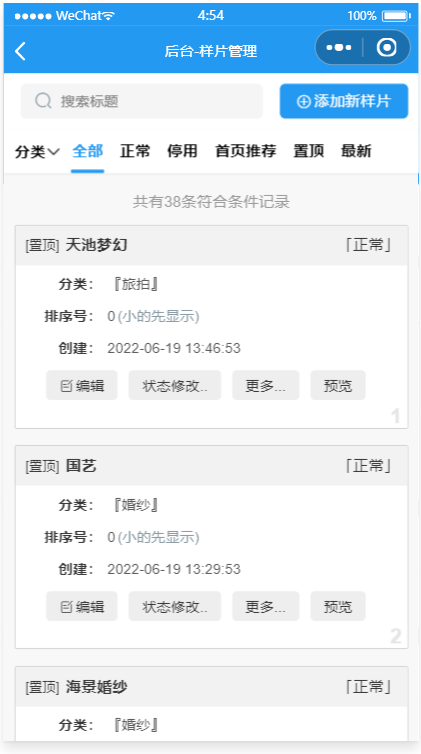 WeChat 4:54 100%
后台-样片管理
搜索标题 添加新样片
分类 全部 正常 停用 首页推荐 置顶 最新
共有38条符合条件记录
[置顶] 天池梦幻 「正常」
分类： 『旅拍』
排序号： 0 (小的先显示)
创建： 2022-06-19 13:46:53
编辑 状态修改.. 更多... 预览
1
[置顶] 国艺 「正常」
分类： 『婚纱』
排序号： 0 (小的先显示)
创建： 2022-06-19 13:29:53
编辑 状态修改.. 更多... 预览
2
[置顶] 海景婚纱 「正常」
分类： 『婚纱』